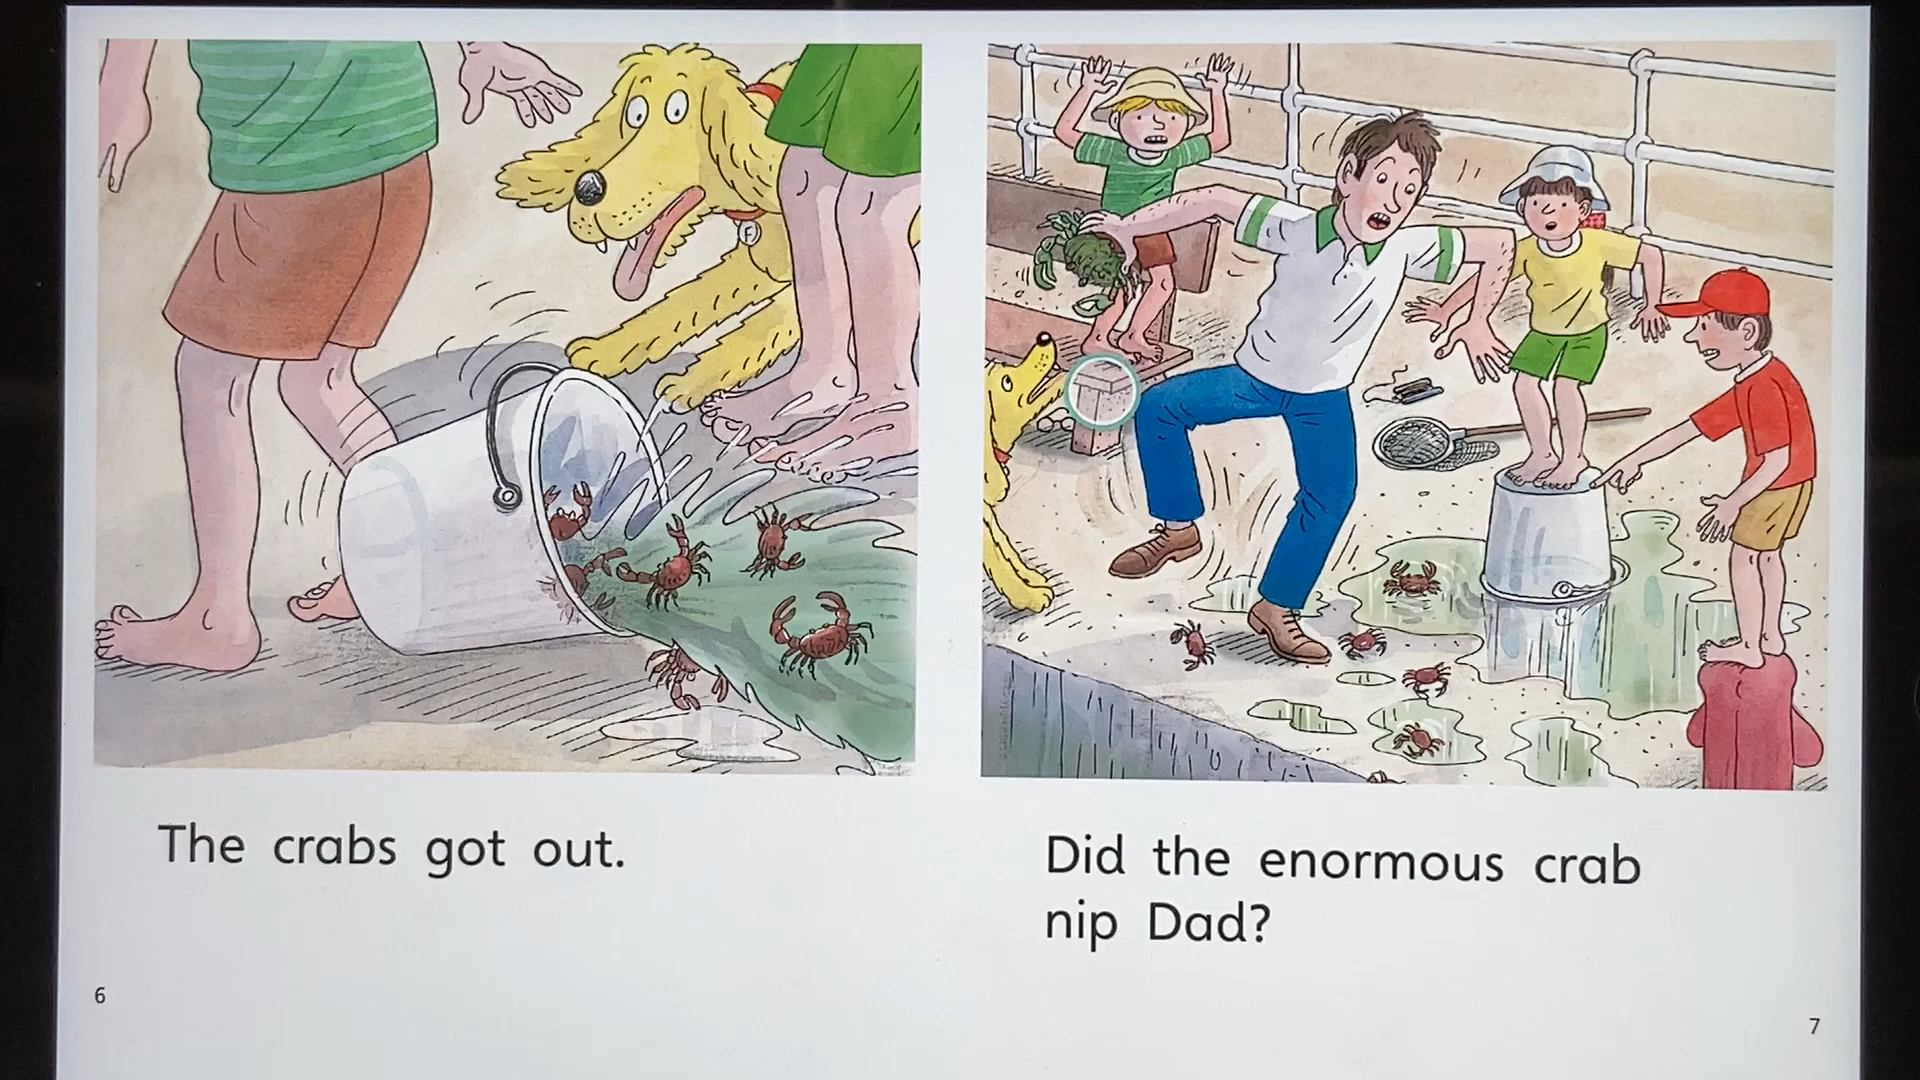 The crabs got out.
Did the enormous crab
nip Dad?
6
7
F